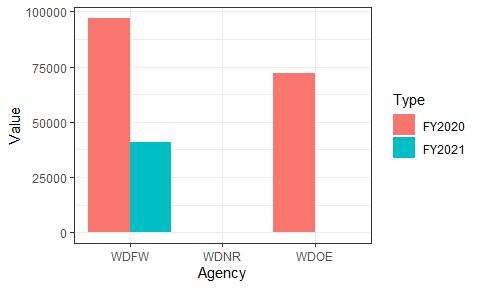 100000
75000
50000
25000
0
Value
WDFW WDNR WDOE
Agency
Type
FY2020
FY2021